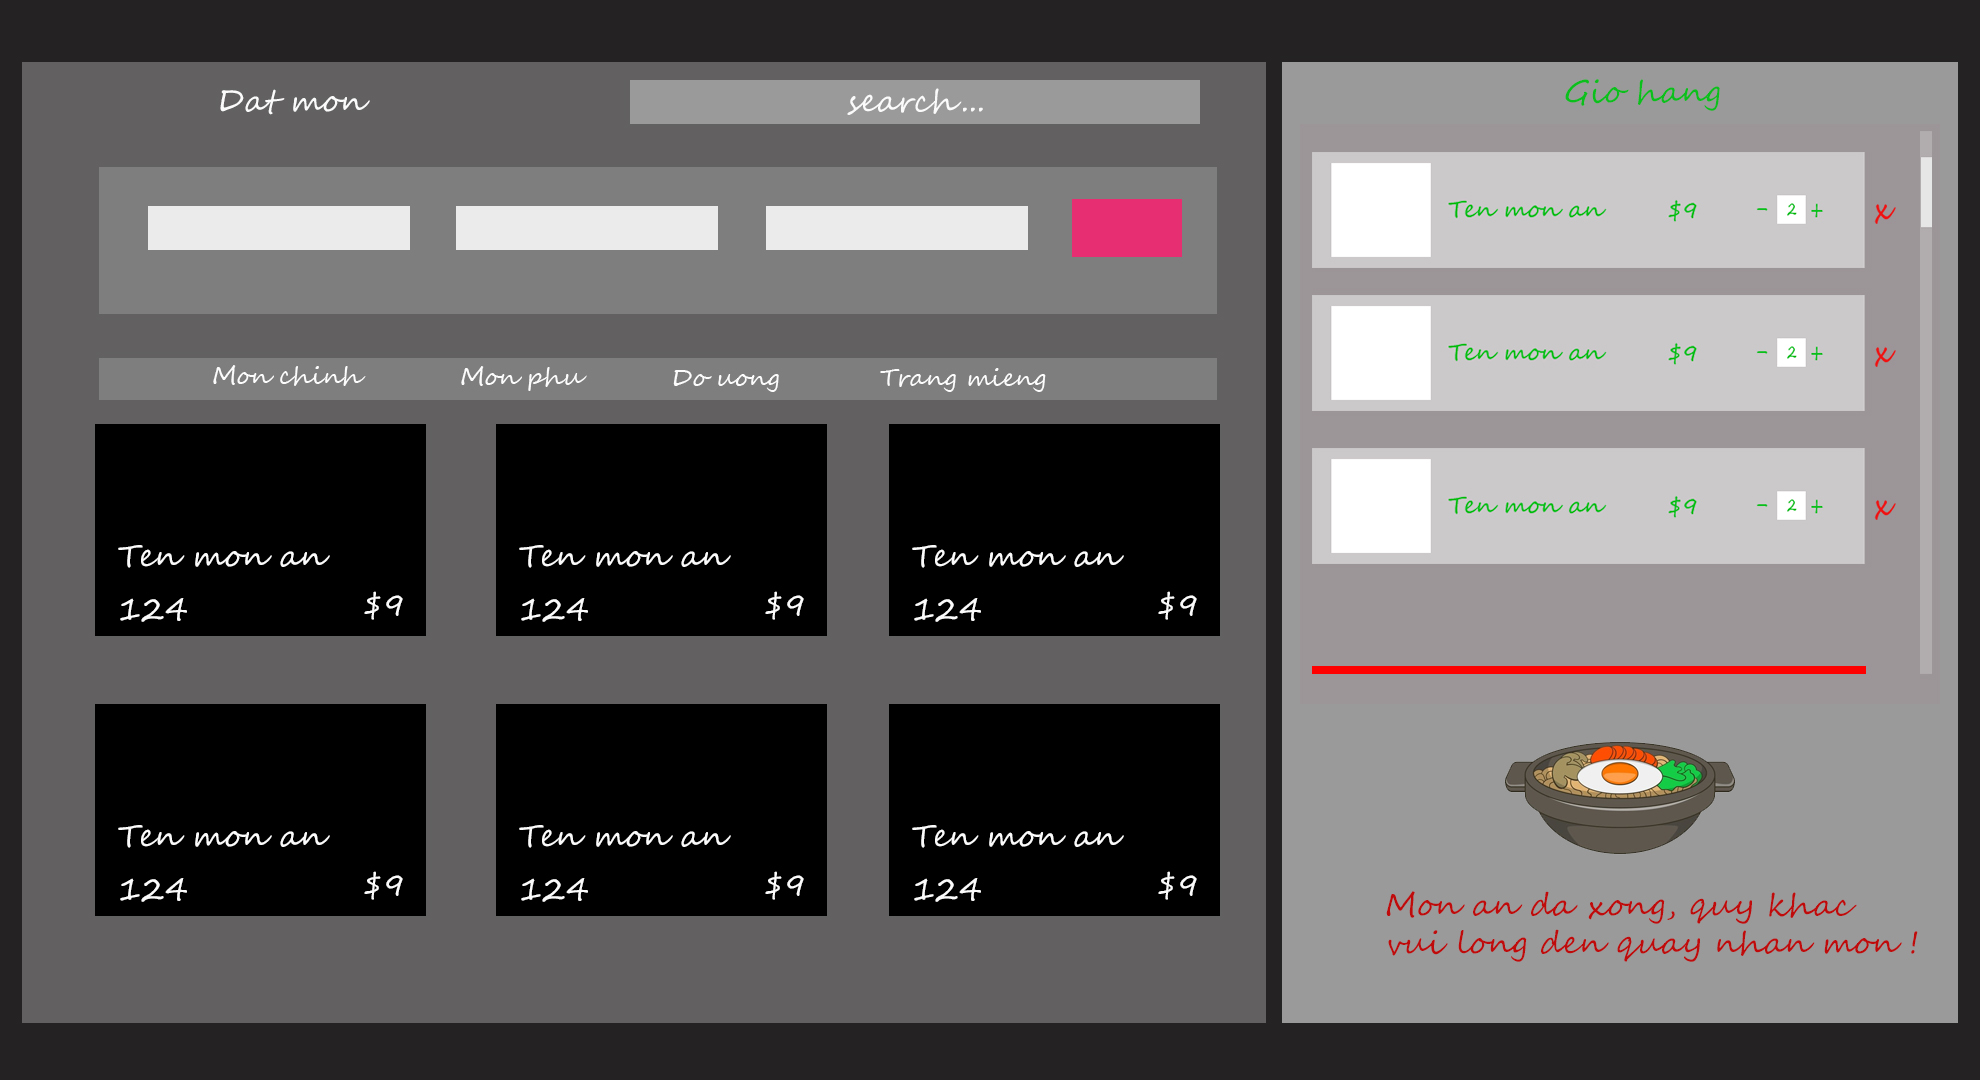 Dat mon
search...
Mon chinh
Mon phu
Do uong
Trang mieng
Ten mon an
124
$9
Ten mon an
124
$9
Ten mon an
124
$9
Ten mon an
124
$9
Ten mon an
124
$9
Ten mon an
124
$9
Gio hang
Ten mon an $9 - 2 + x
Ten mon an $9 - 2 + x
Ten mon an $9 - 2 + x
Mon an da xong, quy khac
vui long den quay nhan mon !